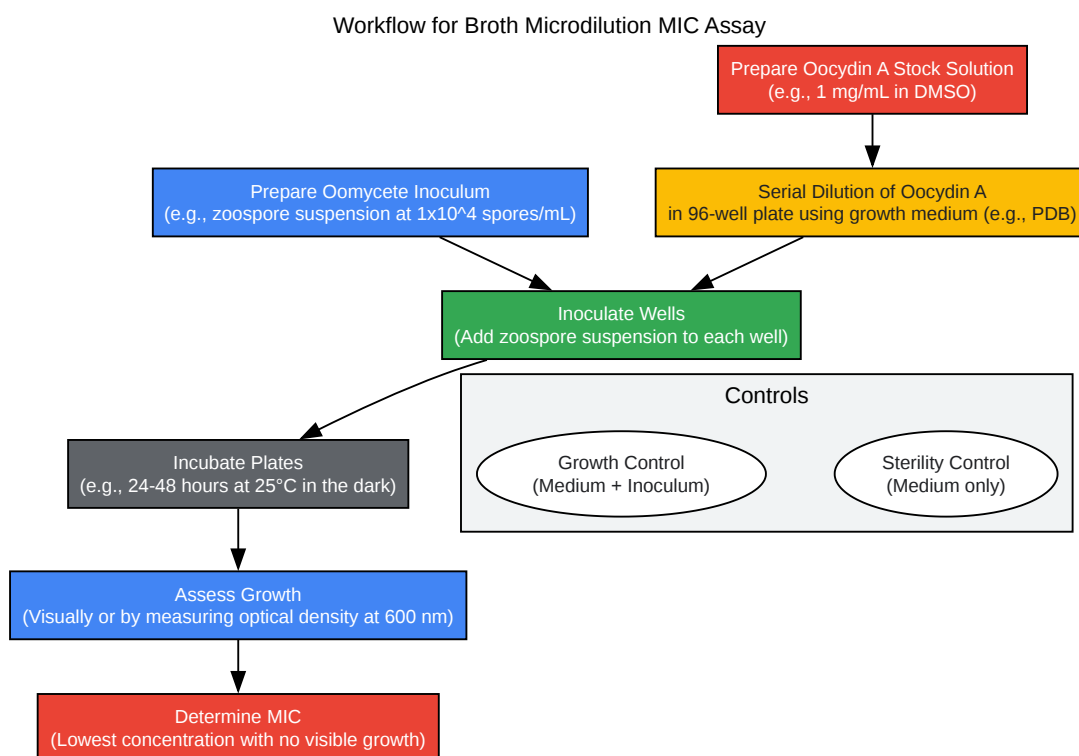 Workflow for Broth Microdilution MIC Assay
Prepare Oocydin A Stock Solution
(e.g., 1 mg/mL in DMSO)
Prepare Oomycete Inoculum
(e.g., zoospore suspension at 1x10^4 spores/mL)
Serial Dilution of Oocydin A
in 96-well plate using growth medium (e.g., PDB)
Inoculate Wells
(Add zoospore suspension to each well)
Controls
Growth Control
(Medium + Inoculum)
Sterility Control
(Medium only)
Incubate Plates
(e.g., 24-48 hours at 25°C in the dark)
Assess Growth
(Visually or by measuring optical density at 600 nm)
Determine MIC
(Lowest concentration with no visible growth)